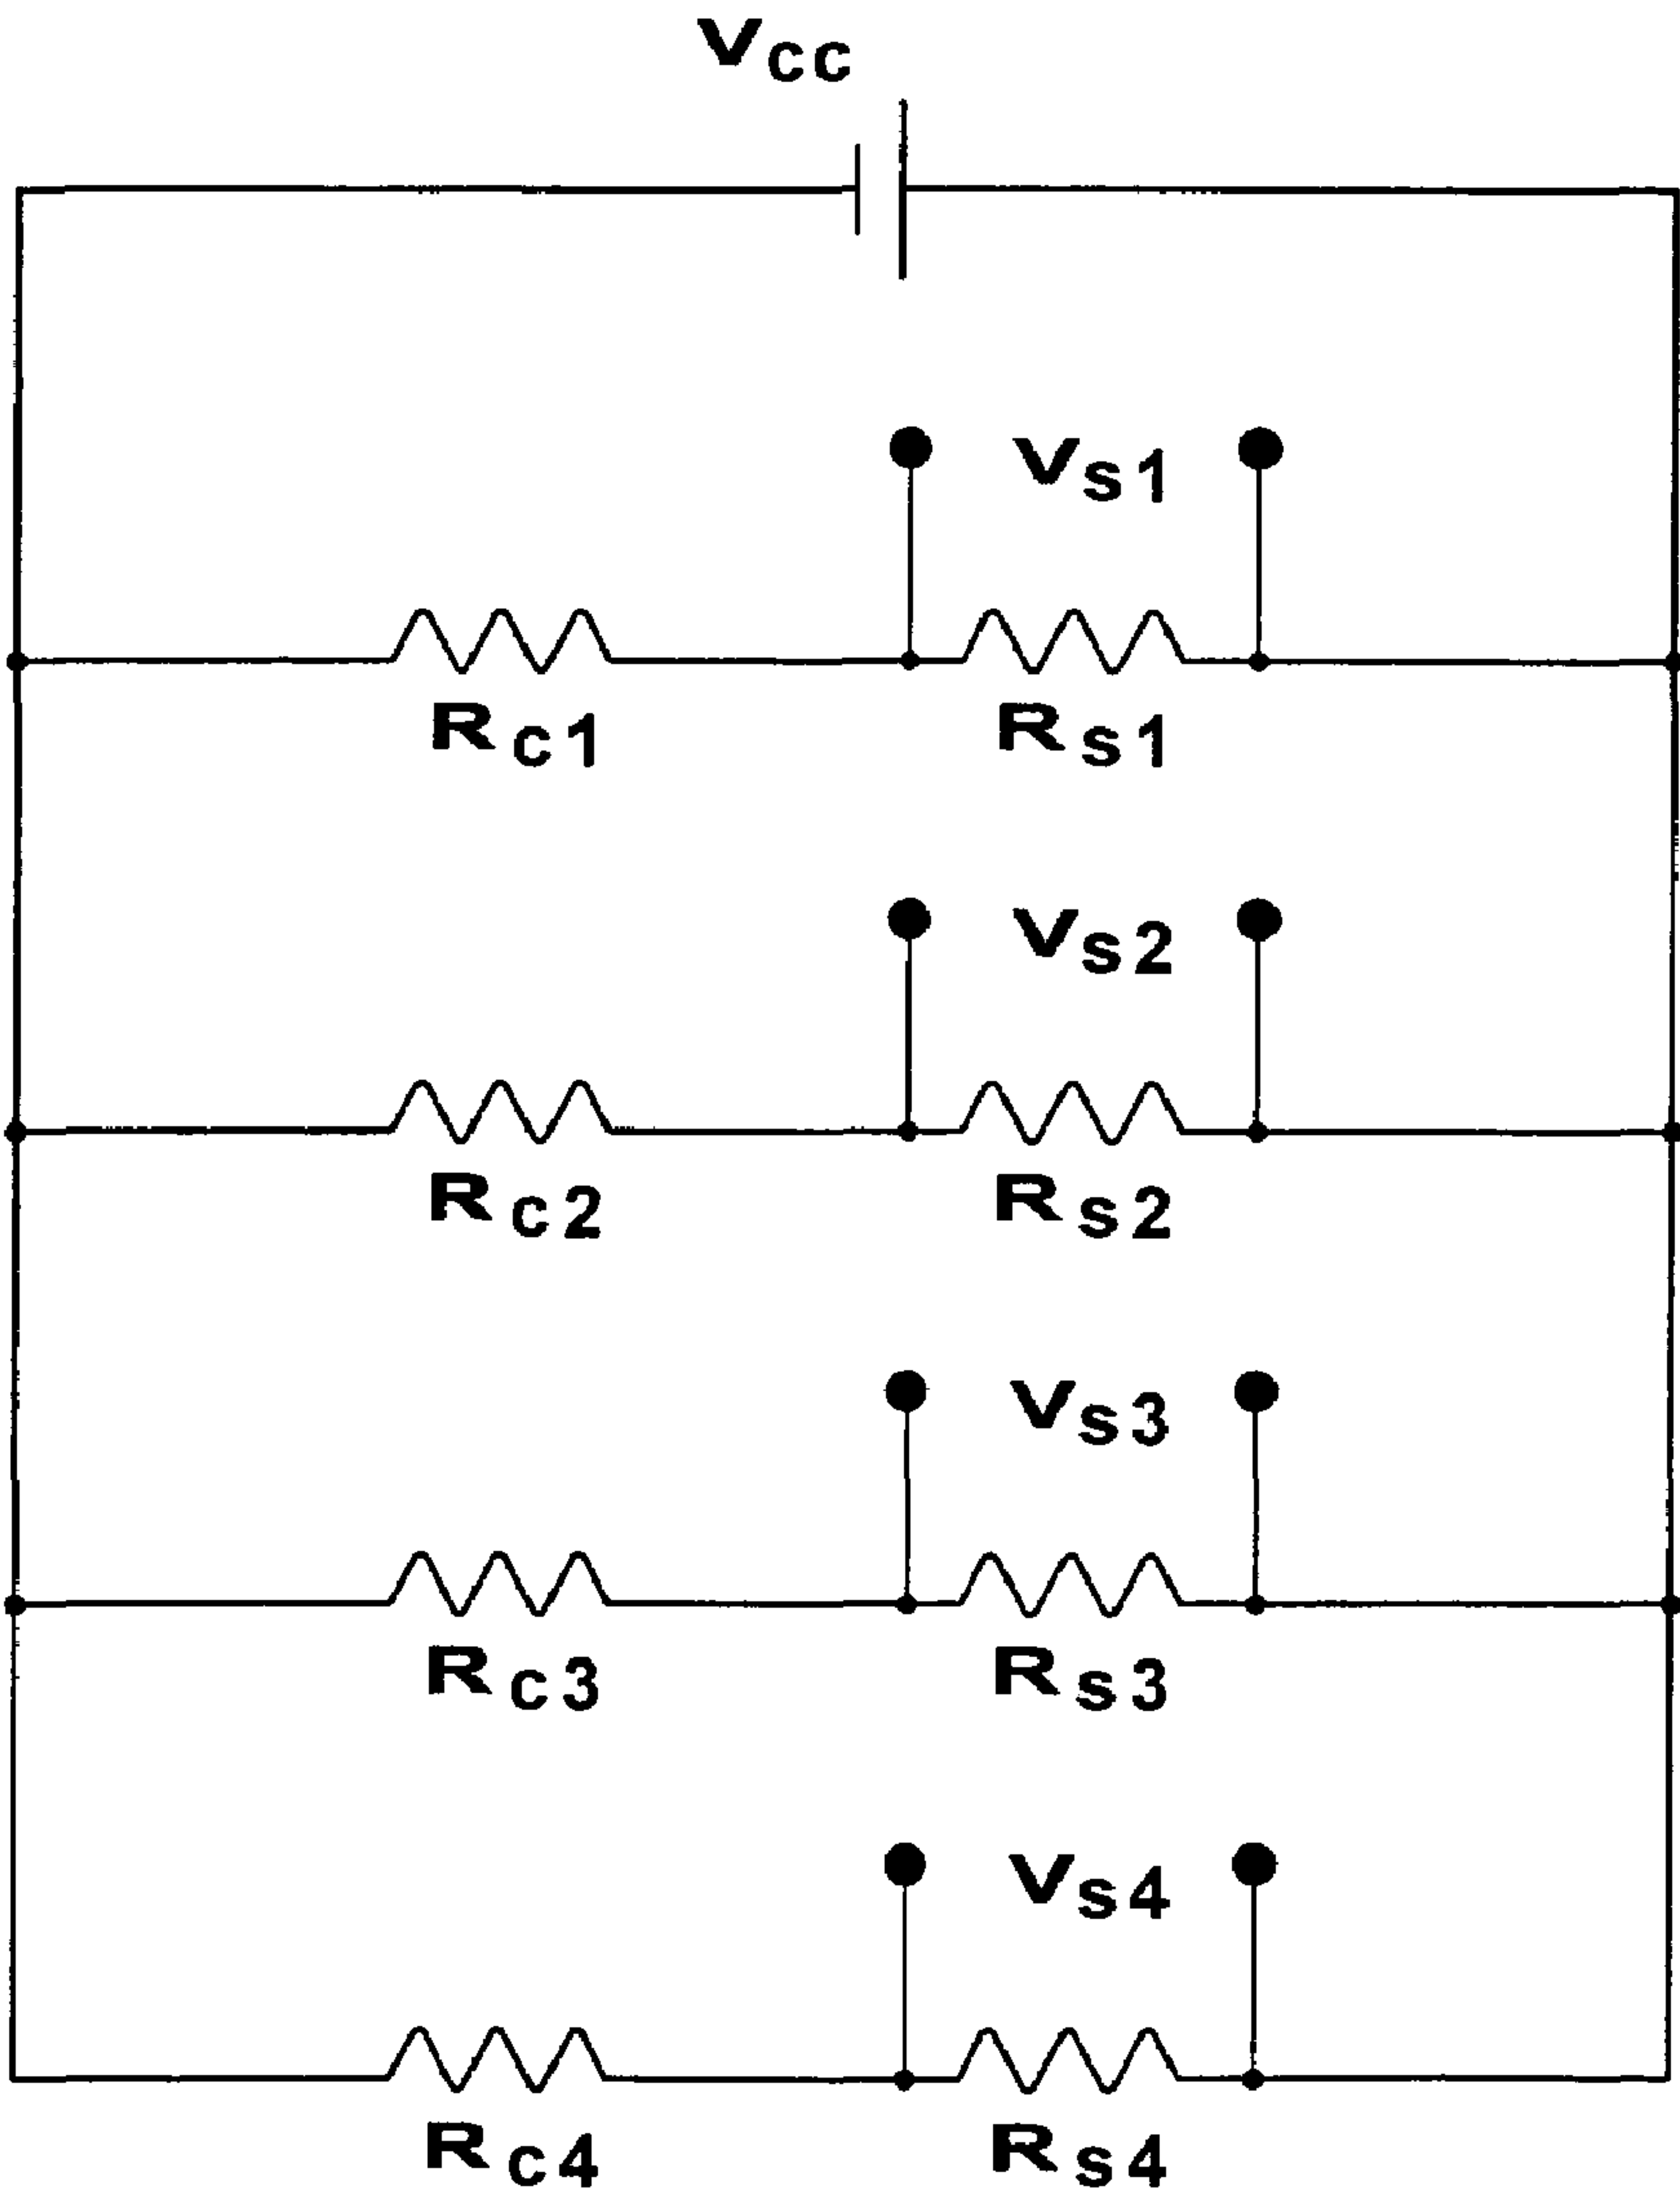 Vcc
Vs1
Rc1 Rs1
Vs2
Rc2 Rs2
Vs3
Rc3 Rs3
Vs4
Rc4 Rs4